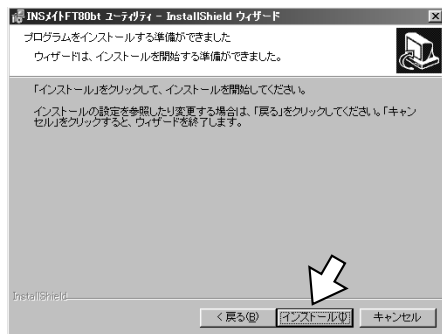 INSﾒｲﾄFT80bt ユーティリティ - InstallShield ウィザード
プログラムをインストールする準備ができました
ウィザードは、インストールを開始する準備ができました。
「インストール」をクリックして、インストールを開始してください。
インストールの設定を参照したり変更する場合は、「戻る」をクリックしてください。「キャン
セル」をクリックすると、ウィザードを終了します。
InstallShield
< 戻る(B)
インストール(I)
キャンセル